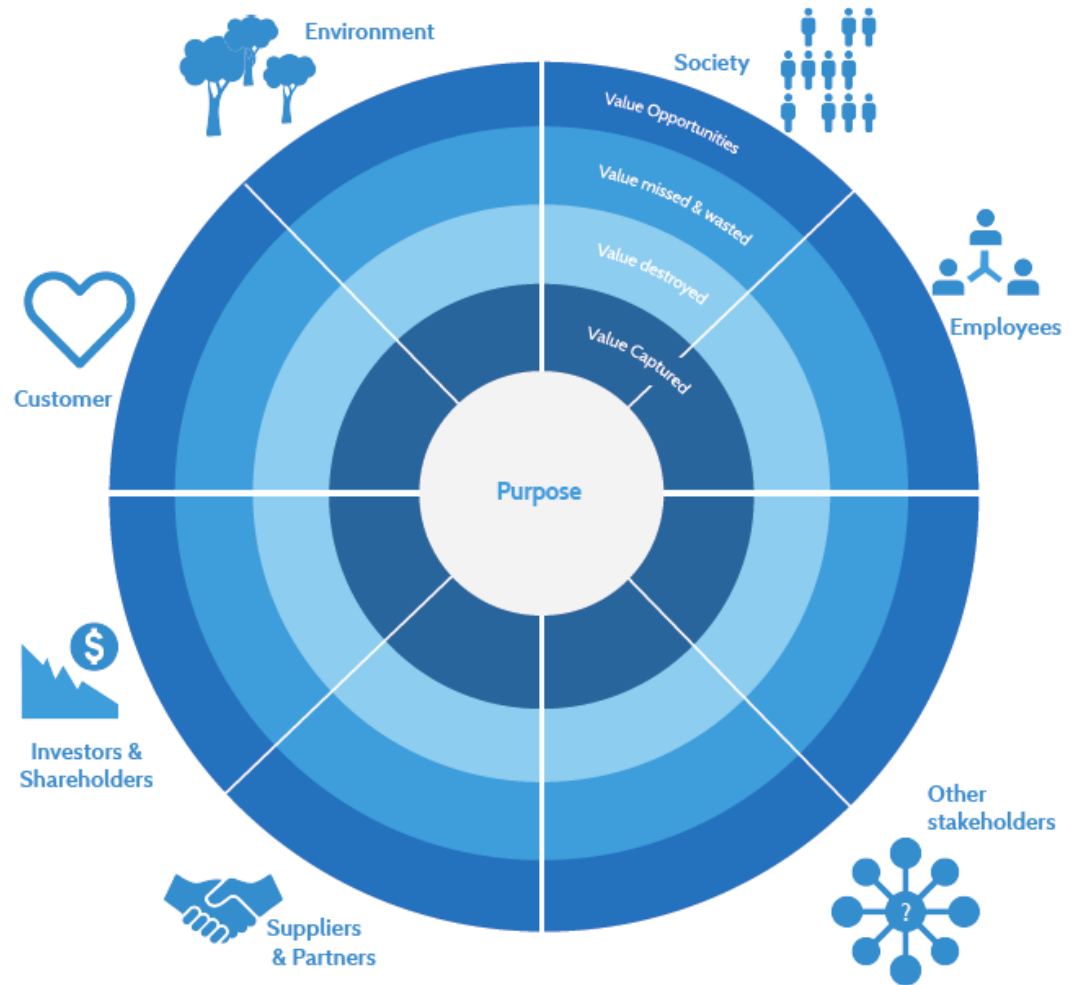 Environment
Society
Value Opportunities
Value missed & wasted
Value destroyed
Value Captured
Employees
Customer
Purpose
$
Investors &
Shareholders
Other
stakeholders
?
Suppliers
& Partners